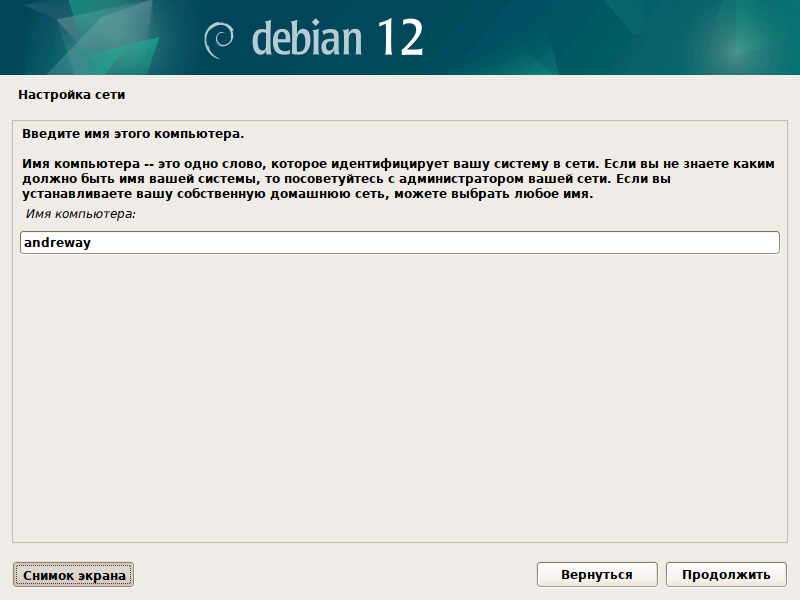 debian 12
Настройка сети
Введите имя этого компьютера.
Имя компьютера -- это одно слово, которое идентифицирует вашу систему в сети. Если вы не знаете каким
должно быть имя вашей системы, то посоветуйтесь с администратором вашей сети. Если вы
устанавливаете вашу собственную домашнюю сеть, можете выбрать любое имя.
Имя компьютера:
andreway
Снимок экрана
Вернуться
Продолжить